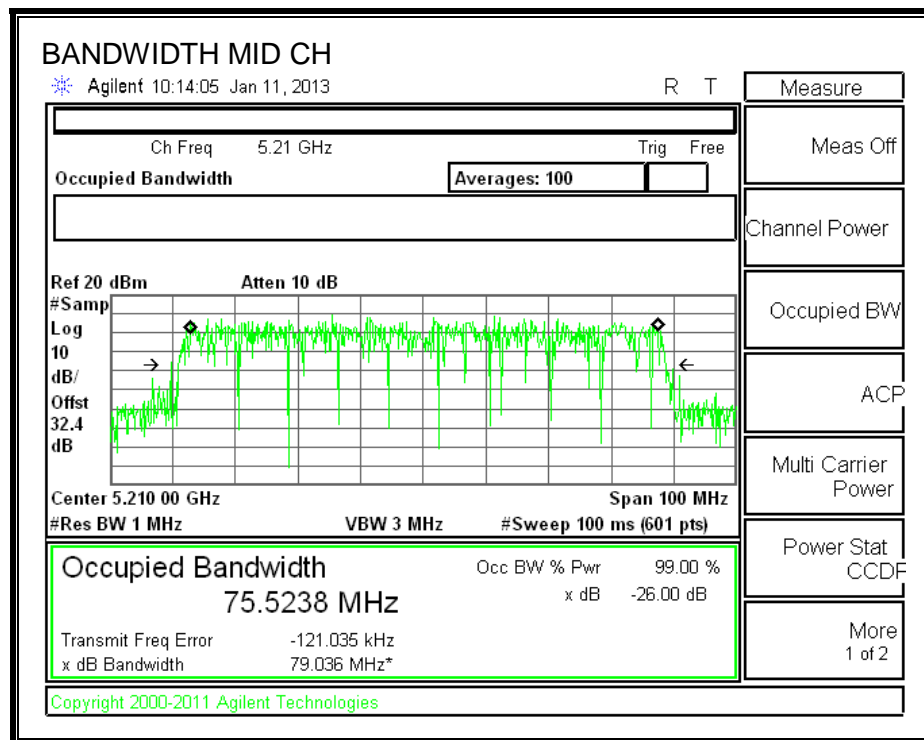 BANDWIDTH MID CH
Agilent 10:14:05 Jan 11, 2013 R T
Measure
Ch Freq 5.21 GHz Trig Free
Meas Off
Occupied Bandwidth Averages: 100
Channel Power
Ref 20 dBm Atten 10 dB
#Samp
Log
10
dB/
Offst
32.4
dB
Occupied BW
ACP
Multi Carrier
Power
Center 5.210 00 GHz Span 100 MHz
#Res BW 1 MHz VBW 3 MHz #Sweep 100 ms (601 pts)
Power Stat
CCDF
Occupied Bandwidth Occ BW % Pwr 99.00 %
75.5238 MHz x dB -26.00 dB
Transmit Freq Error -121.035 kHz
x dB Bandwidth 79.036 MHz*
More
1 of 2
Copyright 2000-2011 Agilent Technologies